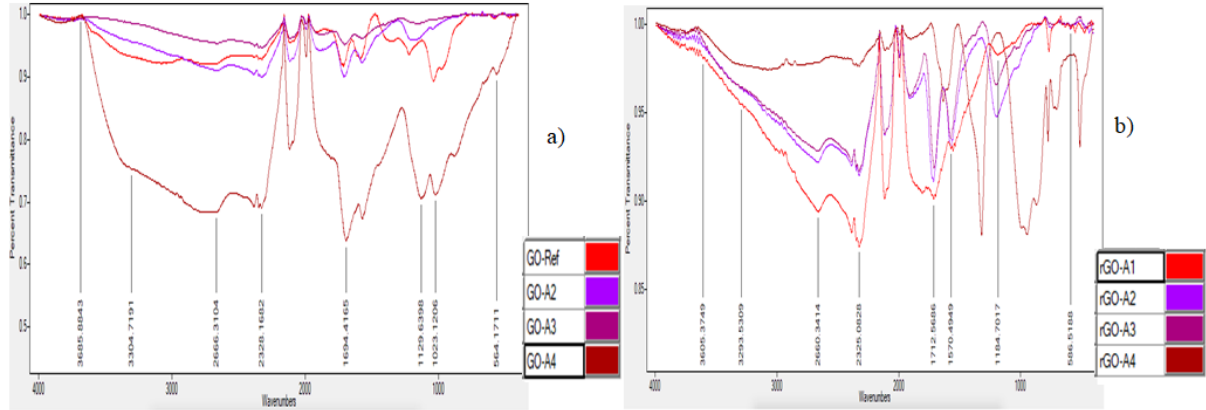 1.0
0.9
0.8
0.7
0.6
0.5
Percent Transmittance
a)
3685.8843
3304.7191
2666.3104
2328.1682
1694.4165
1129.6398
1023.1206
564.1711
4000
3000
2000
1000
Wavenumbers
GO-Ref
GO-A2
GO-A3
GO-A4
1.00
0.95
0.90
0.85
Percent Transmittance
b)
3605.3749
3293.5309
2660.3414
2325.0828
1712.5686
1570.4949
1184.7017
586.5188
4000
3000
2000
1000
Wavenumbers
rGO-A1
rGO-A2
rGO-A3
rGO-A4